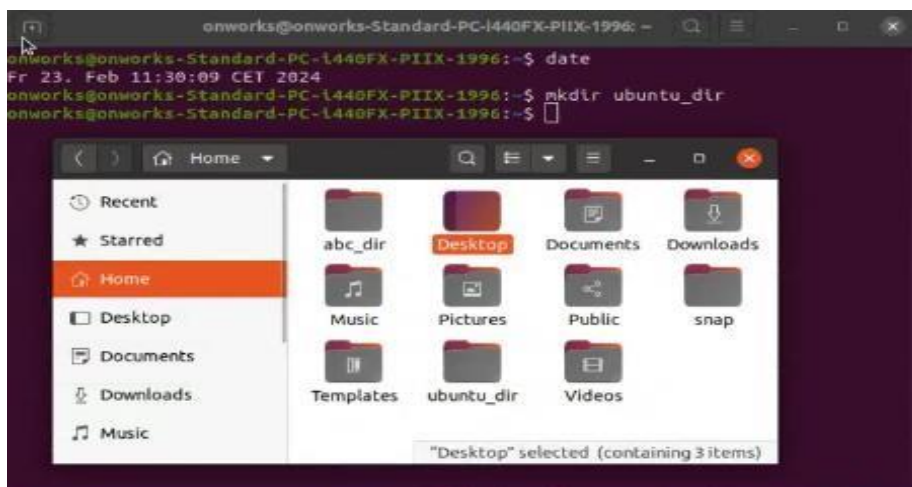 onworks@onworks-Standard-PC-i440FX-PIIX-1996: ~
onworks@onworks-Standard-PC-i440FX-PIIX-1996:~$ date
Fr 23. Feb 11:30:09 CET 2024
onworks@onworks-Standard-PC-i440FX-PIIX-1996:~$ mkdir ubuntu_dir
onworks@onworks-Standard-PC-i440FX-PIIX-1996:~$
Home
Recent
Starred
Home
Desktop
Documents
Downloads
Music
abc_dir Desktop Documents Downloads
Music Pictures Public snap
Templates ubuntu_dir Videos
"Desktop" selected (containing 3 items)